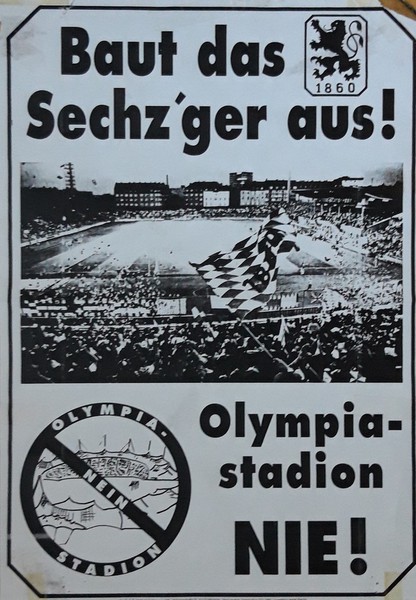 Baut das
1860
Sechz´ger aus!
OLYMPIA-
NEIN
STADION
Olympia-
stadion
NIE!